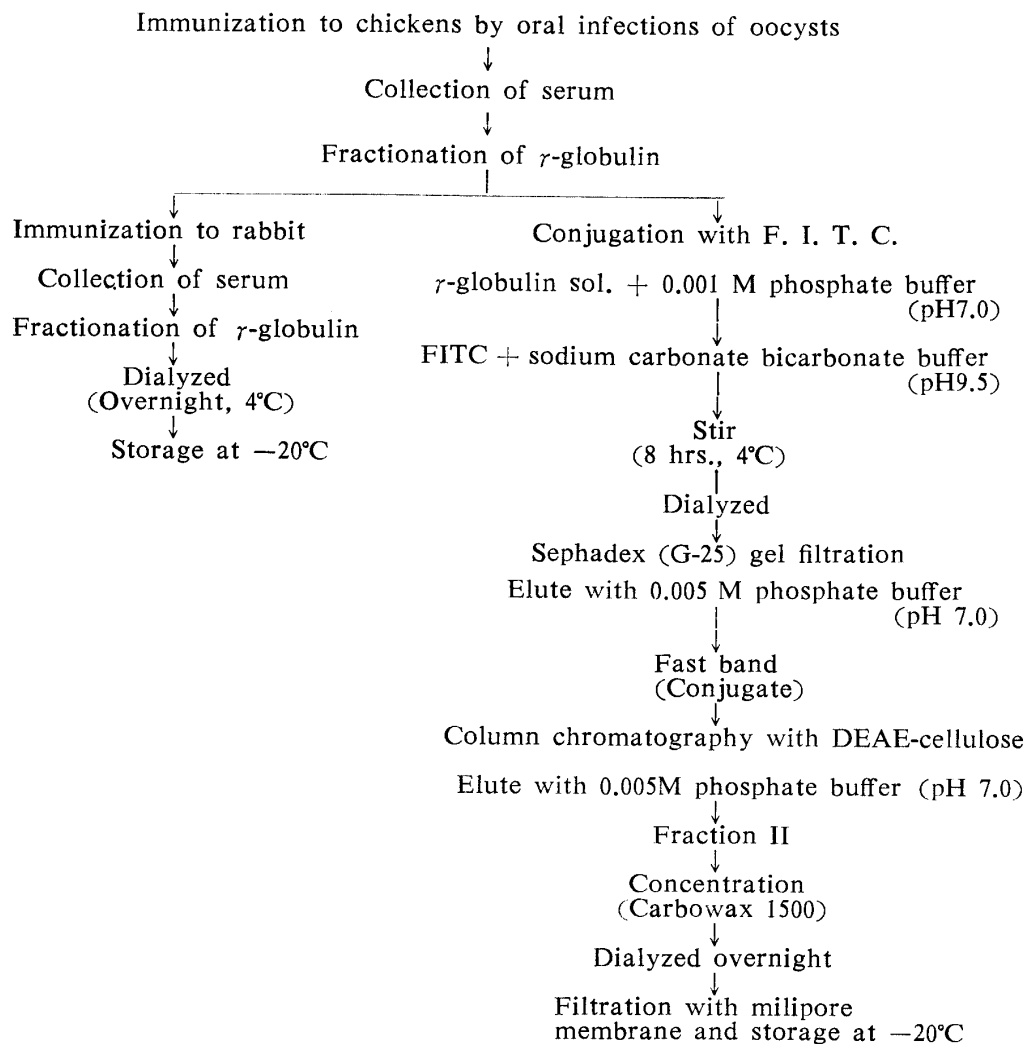 Immunization to chickens by oral infections of oocysts
Collection of serum
Fractionation of r-globulin
Immunization to rabbit
Collection of serum
Fractionation of γ-globulin
Dialyzed
(Overnight, 4°C)
Storage at —20°C
Conjugation with F. I. T. C.
r-globulin sol. + 0.001 M phosphate buffer
(pH7.0)
FITC + sodium carbonate bicarbonate buffer
(pH9.5)
Stir
(8 hrs., 4°C)
Dialyzed
Sephadex (G-25) gel filtration
Elute with 0.005 M phosphate buffer
(pH 7.0)
Fast band
(Conjugate)
Column chromatography with DEAE-cellulose
Elute with 0.005M phosphate buffer (pH 7.0)
Fraction II
Concentration
(Carbowax 1500)
Dialyzed overnight
Filtration with milipore
membrane and storage at —20°C